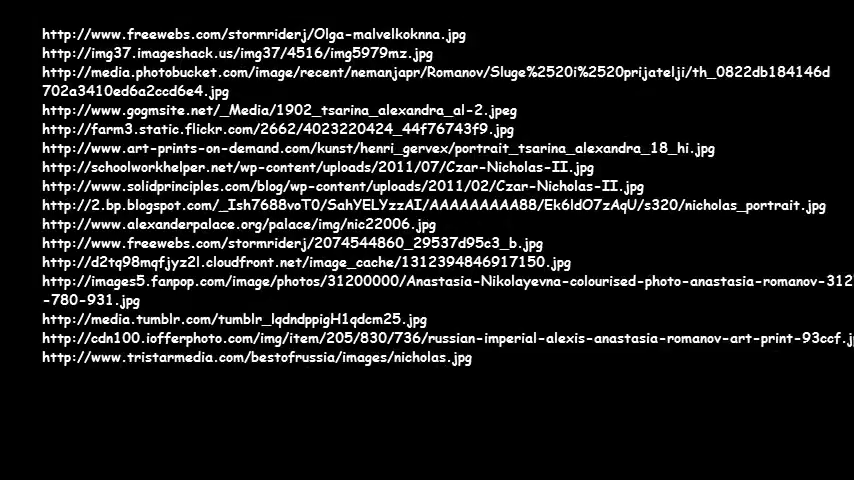 http://www.freewebs.com/stormriderj/Olga-malvelkoknna.jpg
http://img37.imageshack.us/img37/4516/img5979mz.jpg
http://media.photobucket.com/image/recent/nemanjapr/Romanov/Sluge%2520i%2520prijatelji/th_0822db184146d
702a3410ed6a2ccd6e4.jpg
http://www.gogmsite.net/_Media/1902_tsarina_alexandra_al-2.jpeg
http://farm3.static.flickr.com/2662/4023220424_44f76743f9.jpg
http://www.art-prints-on-demand.com/kunst/henri_gervex/portrait_tsarina_alexandra_18_hi.jpg
http://schoolworkhelper.net/wp-content/uploads/2011/07/Czar-Nicholas-II.jpg
http://www.solidprinciples.com/blog/wp-content/uploads/2011/02/Czar-Nicholas-II.jpg
http://2.bp.blogspot.com/_Ish7688voT0/SahYELYzzAI/AAAAAAAAA88/Ek6ldO7zAqU/s320/nicholas_portrait.jpg
http://www.alexanderpalace.org/palace/img/nic22006.jpg
http://www.freewebs.com/stormriderj/2074544860_29537d95c3_b.jpg
http://d2tq98mqfjyz2l.cloudfront.net/image_cache/1312394846917150.jpg
http://images5.fanpop.com/image/photos/31200000/Anastasia-Nikolayevna-colourised-photo-anastasia-romanov-312
-780-931.jpg
http://media.tumblr.com/tumblr_lqdndppigH1qdcm25.jpg
http://cdn100.iofferphoto.com/img/item/205/830/736/russian-imperial-alexis-anastasia-romanov-art-print-93ccf.j
http://www.tristarmedia.com/bestofrussia/images/nicholas.jpg